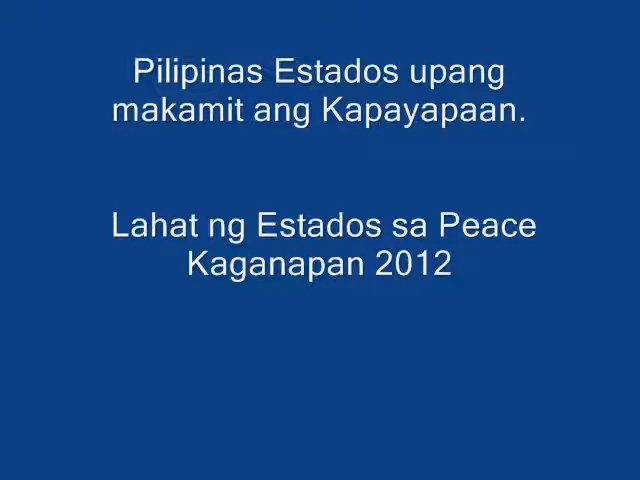 Pilipinas Estados upang
makamit ang Kapayapaan.
Lahat ng Estados sa Peace
Kaganapan 2012